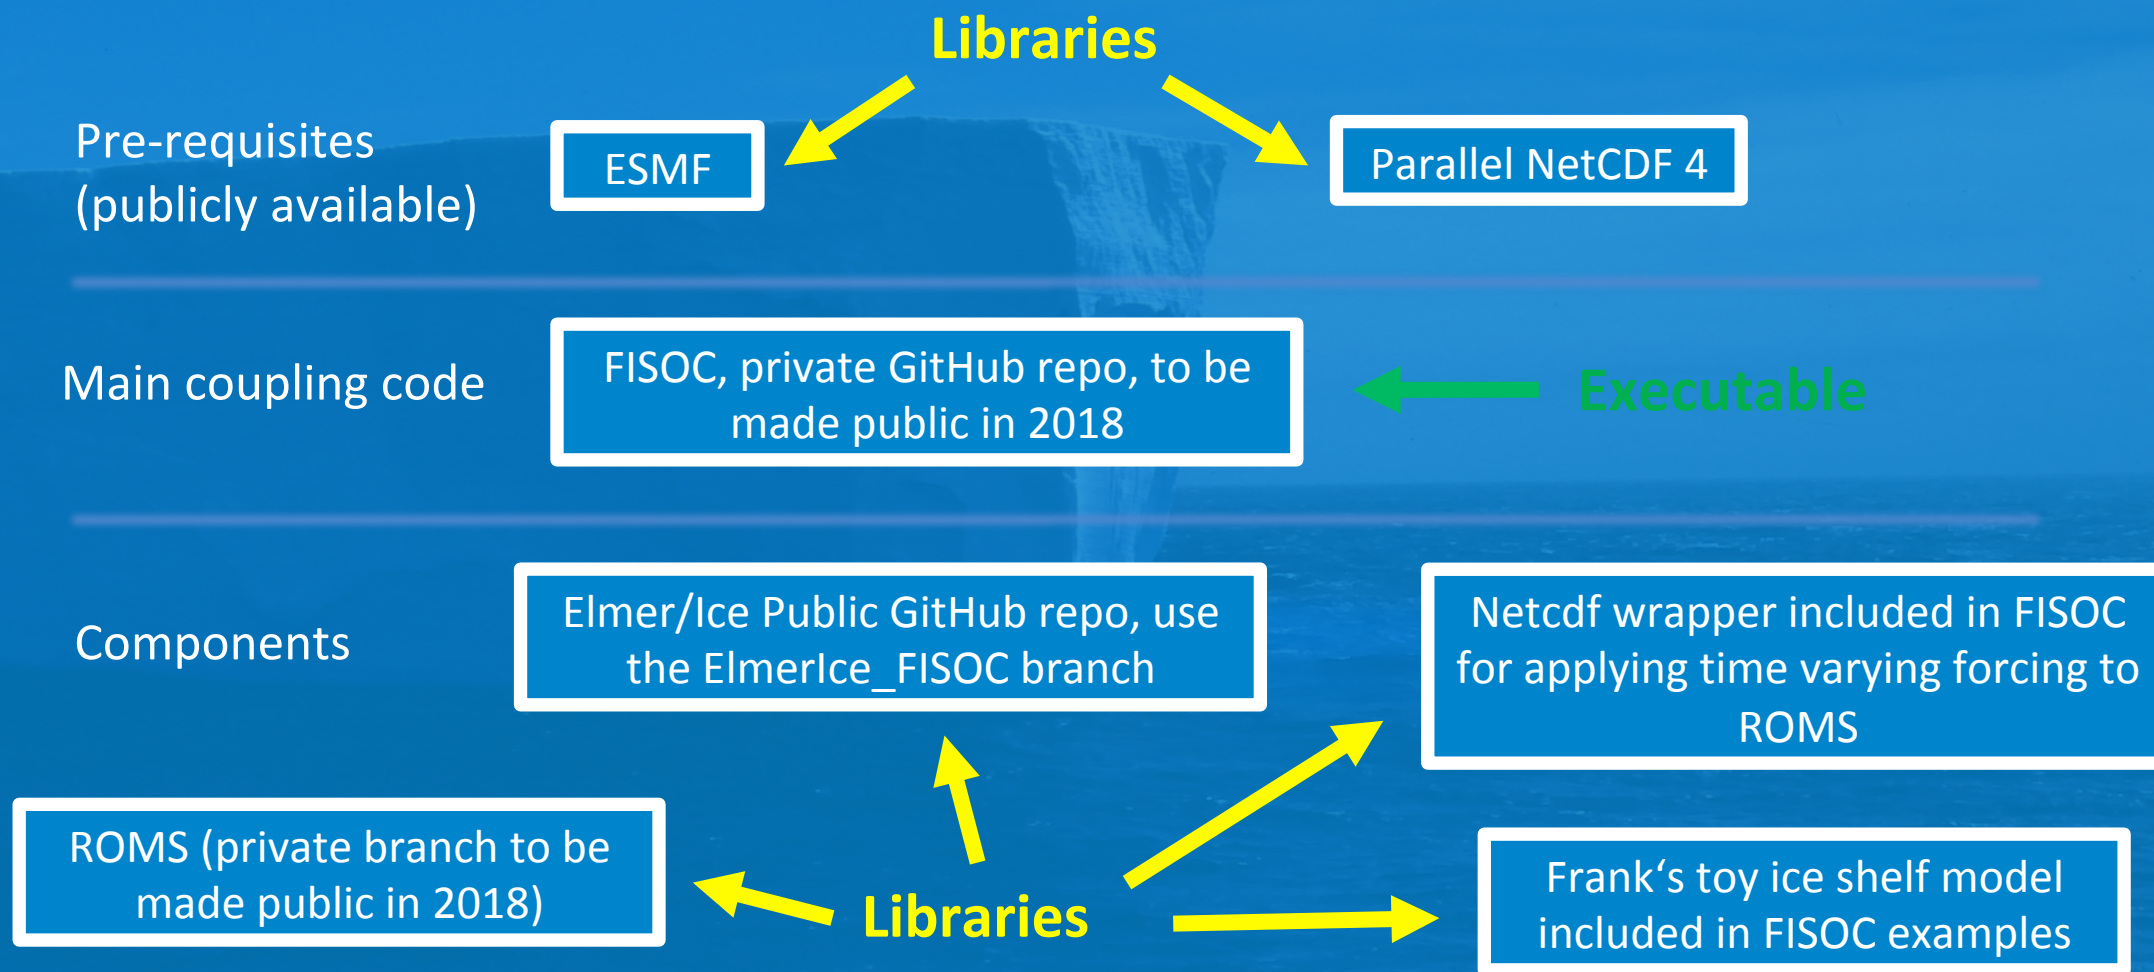 Libraries
Pre-requisites
(publicly available)
ESMF
Parallel NetCDF 4
Main coupling code
FISOC, private GitHub repo, to be
made public in 2018
Executable
Components
Elmer/Ice Public GitHub repo, use
the ElmerIce_FISOC branch
Netcdf wrapper included in FISOC
for applying time varying forcing to
ROMS
ROMS (private branch to be
made public in 2018)
Libraries
Frank‘s toy ice shelf model
included in FISOC examples